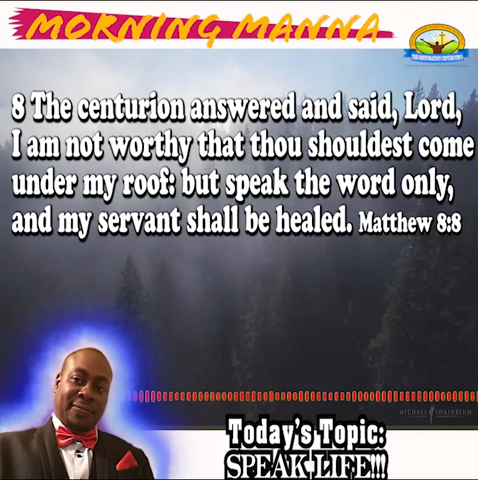 MORNING MANNA
8 The centurion answered and said, Lord,
I am not worthy that thou shouldest come
under my roof: but speak the word only,
and my servant shall be healed. Matthew 8:8
MICHAEL SHAINBLUM
Today's Topic:
SPEAK LIFE!!!